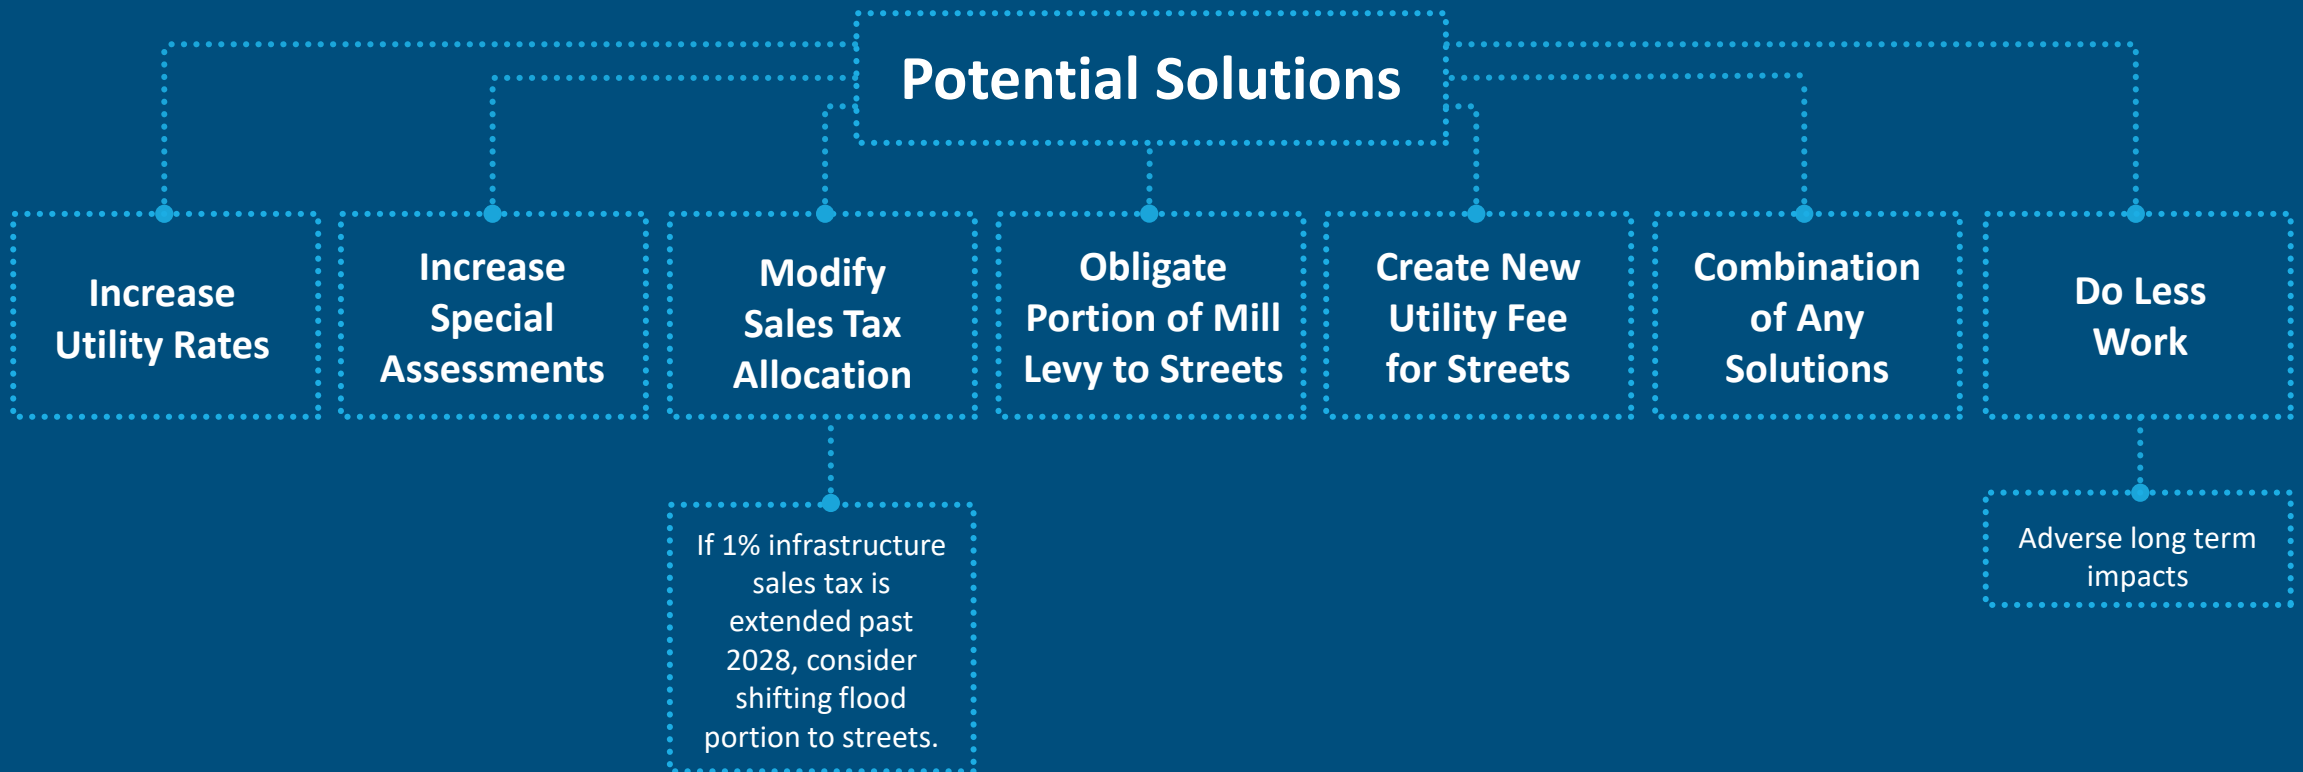 Potential Solutions
Increase
Utility Rates
Increase
Special
Assessments
Modify
Sales Tax
Allocation
Obligate
Portion of Mill
Levy to Streets
Create New
Utility Fee
for Streets
Combination
of Any
Solutions
Do Less
Work
If 1% infrastructure
sales tax is
extended past
2028, consider
shifting flood
portion to streets.
Adverse long term
impacts